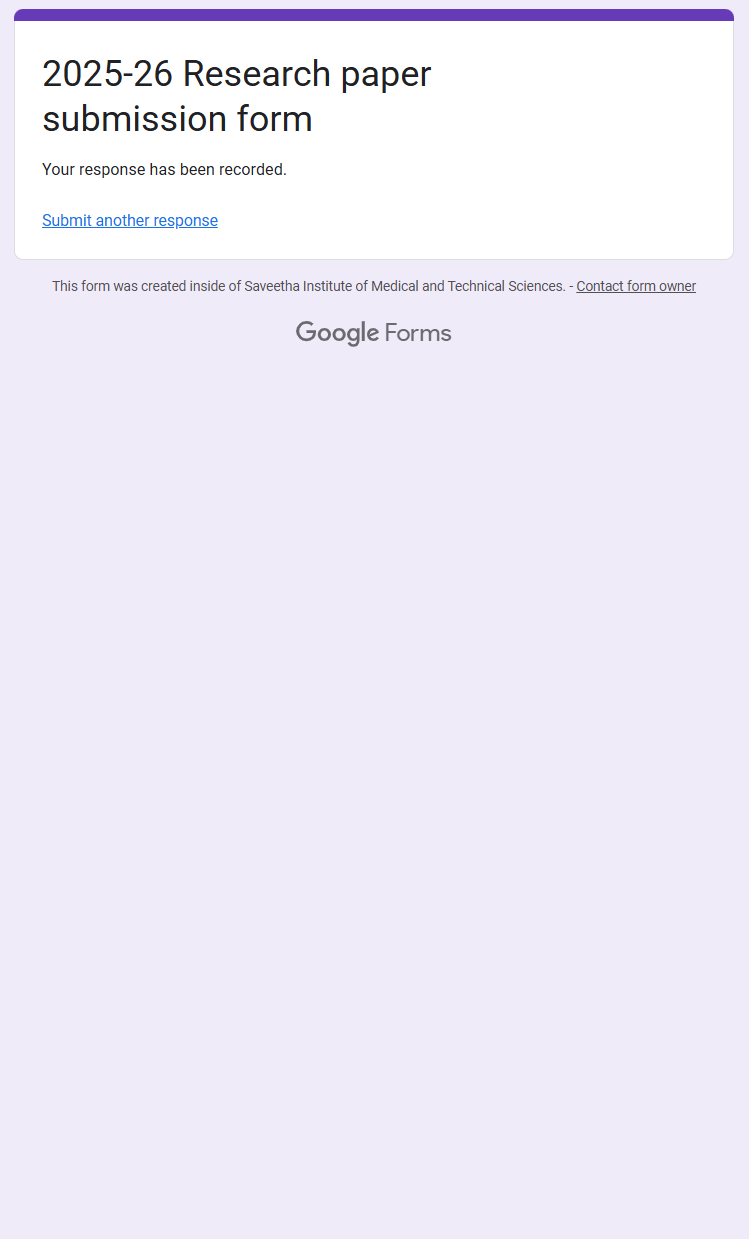 2025-26 Research paper
submission form
Your response has been recorded.
Submit another response
This form was created inside of Saveetha Institute of Medical and Technical Sciences. - Contact form owner
Google Forms